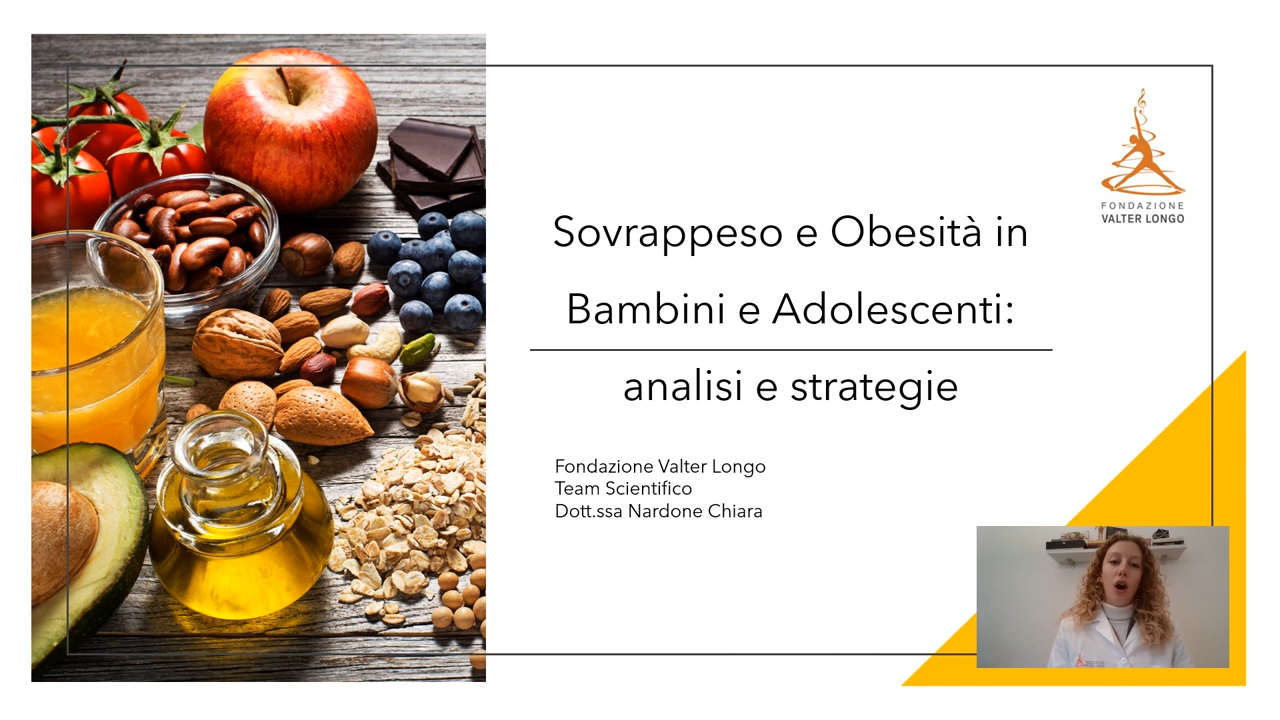 FONDAZIONE
VALTER LONGO
Sovrappeso e Obesità in
Bambini e Adolescenti:
analisi e strategie
Fondazione Valter Longo
Team Scientifico
Dott.ssa Nardone Chiara